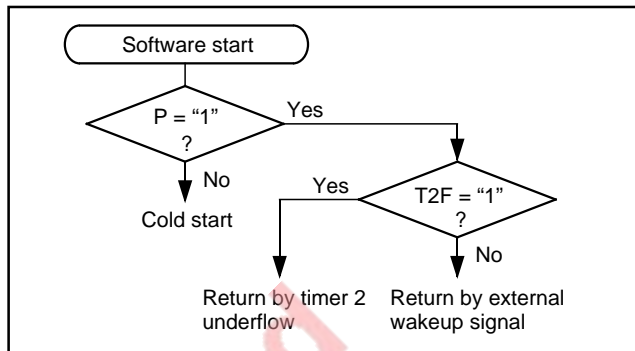 Software start
P = “1”
?
Yes
No
Cold start
T2F = “1”
?
Yes
No
Return by timer 2
underflow
Return by external
wakeup signal